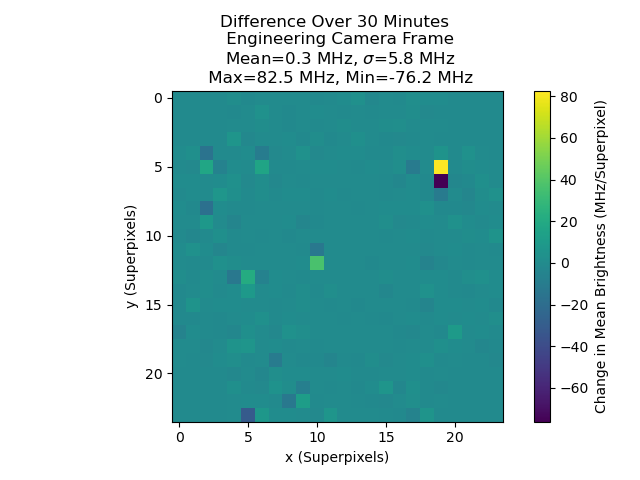 Difference Over 30 Minutes
Engineering Camera Frame
Mean=0.3 MHz, σ=5.8 MHz
Max=82.5 MHz, Min=-76.2 MHz
0
5
10
15
20
y (Superpixels)
0
5
10
15
20
x (Superpixels)
80
60
40
20
0
−20
−40
−60
Change in Mean Brightness (MHz/Superpixel)